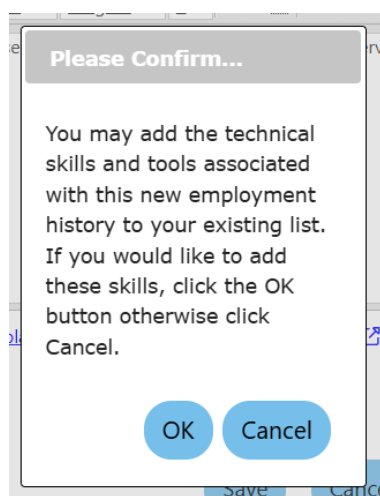 Please Confirm...
You may add the technical
skills and tools associated
with this new employment
history to your existing list.
If you would like to add
these skills, click the OK
button otherwise click
Cancel.
OK Cancel
Save